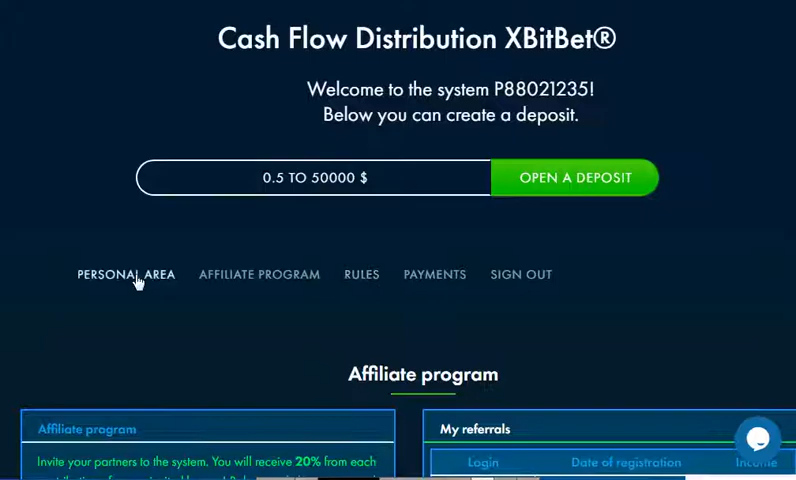 Cash Flow Distribution XBitBet®
Welcome to the system P88021235!
Below you can create a deposit.
0.5 TO 50000 $
OPEN A DEPOSIT
PERSONAL AREA
AFFILIATE PROGRAM
RULES
PAYMENTS
SIGN OUT
Affiliate program
Affiliate program
Invite your partners to the system. You will receive 20% from each
My referrals
Login
Date of registration
Income